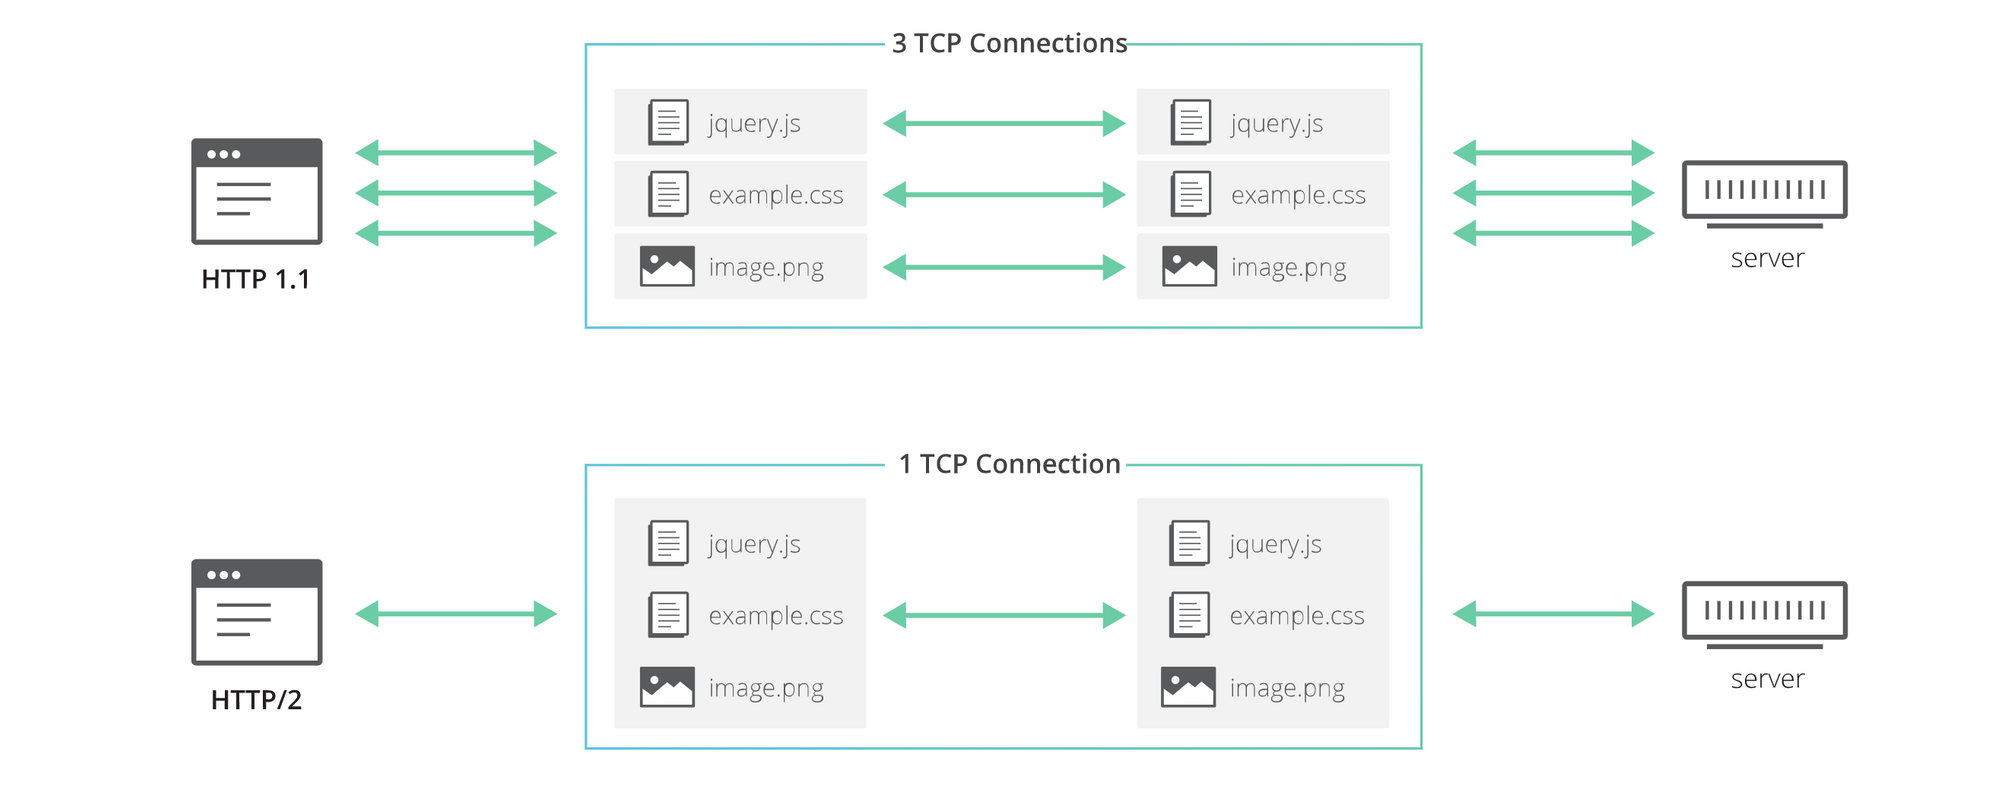 3 TCP Connections
jquery.js
jquery.js
example.css
example.css
image.png
image.png
HTTP 1.1
server
1 TCP Connection
jquery.js
jquery.js
example.css
example.css
image.png
image.png
HTTP/2
server